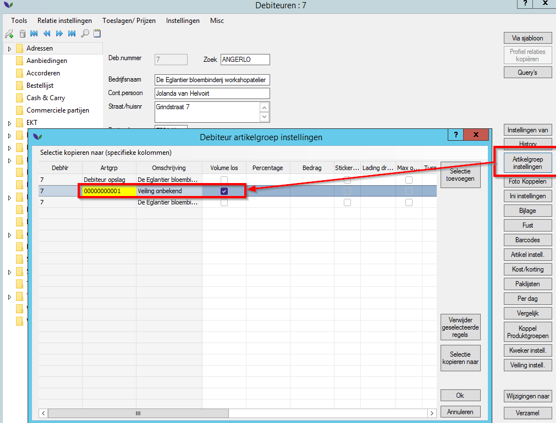 Debiteuren : 7
Tools Relatie instellingen Toeslagen/ Prijzen Instellingen Misc
Adressen
Aanbiedingen
Accorderen
Bestellijst
Cash & Carry
Commerciele partijen
EKT
Deb.nummer 7 Zoek ANGERLO
Bedrijfsnaam De Eglantier bloembinderij workshopatelier
Cont.persoon Jolanda van Helvoirt
Straat/huisnr Grindstraat 7
Via sjabloon
Profiel relaties kopiëren
Query's
Instellingen van
History
Artikelgroep instellingen
Foto Koppelen
Ini instellingen
Bijlage
Fust
Barcodes
Artikel instell.
Kost/korting
Paklijsten
Per dag
Vergelijk
Koppel Produktgroepen
Kweker instell.
Veiling instell.
Wijzigingen naar
Verzamel
Debiteur artikelgroep instellingen
Selectie kopieren naar (specifieke kolommen)
DebNr Artgrp Omschrijving Volume los Percentage Bedrag Sticker... Lading dr... Max o...
7 Debiteur opslag De Eglantier bloembi...
7 00000000001 Veiling onbekend
7 De Eglantier bloembi...
Selectie toevoegen
Verwijder geselecteerde regels
Selectie kopieren naar
Ok
Annuleren